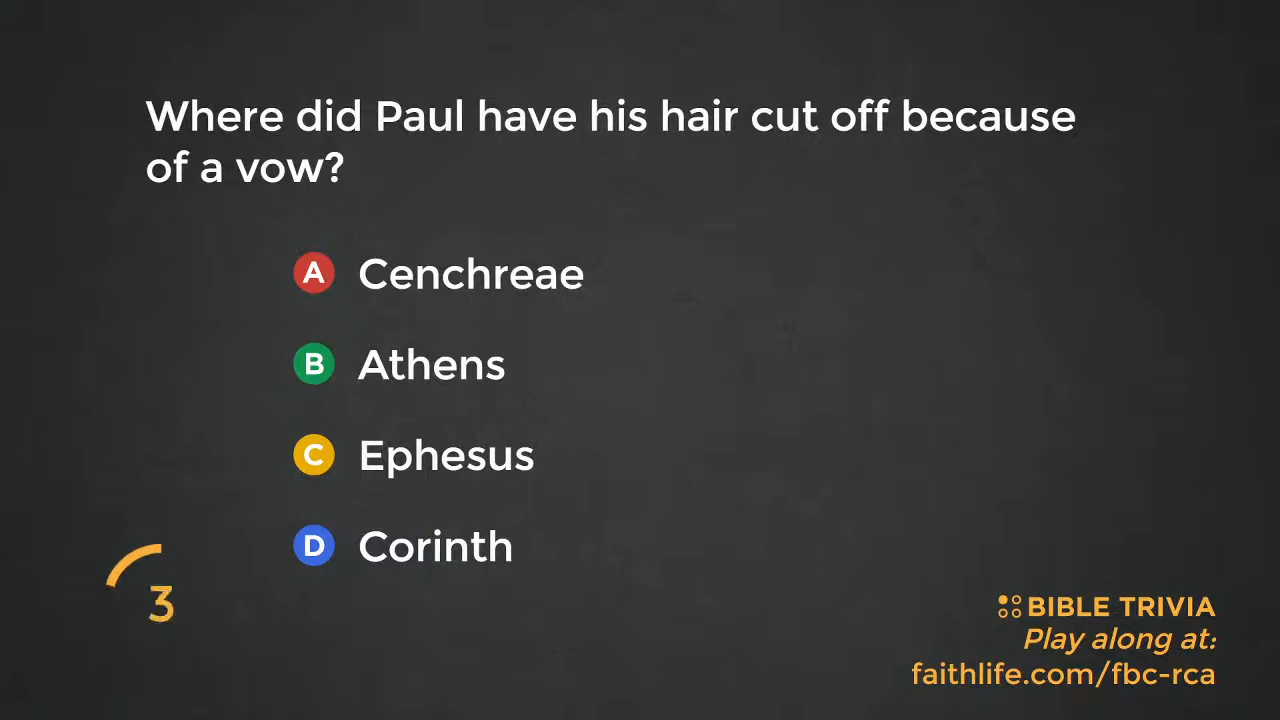 Where did Paul have his hair cut off because
of a vow?
A Cenchreae
B Athens
C Ephesus
D Corinth
3
BIBLE TRIVIA
Play along at:
faithlife.com/fbc-rca